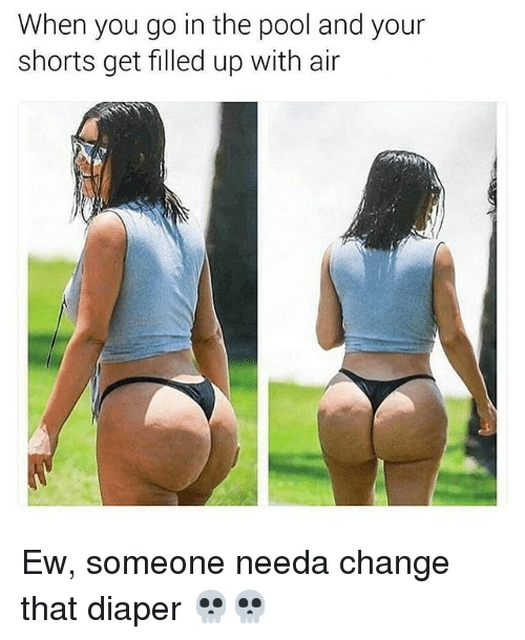 When you go in the pool and your
shorts get filled up with air
Ew, someone needa change
that diaper 💀💀